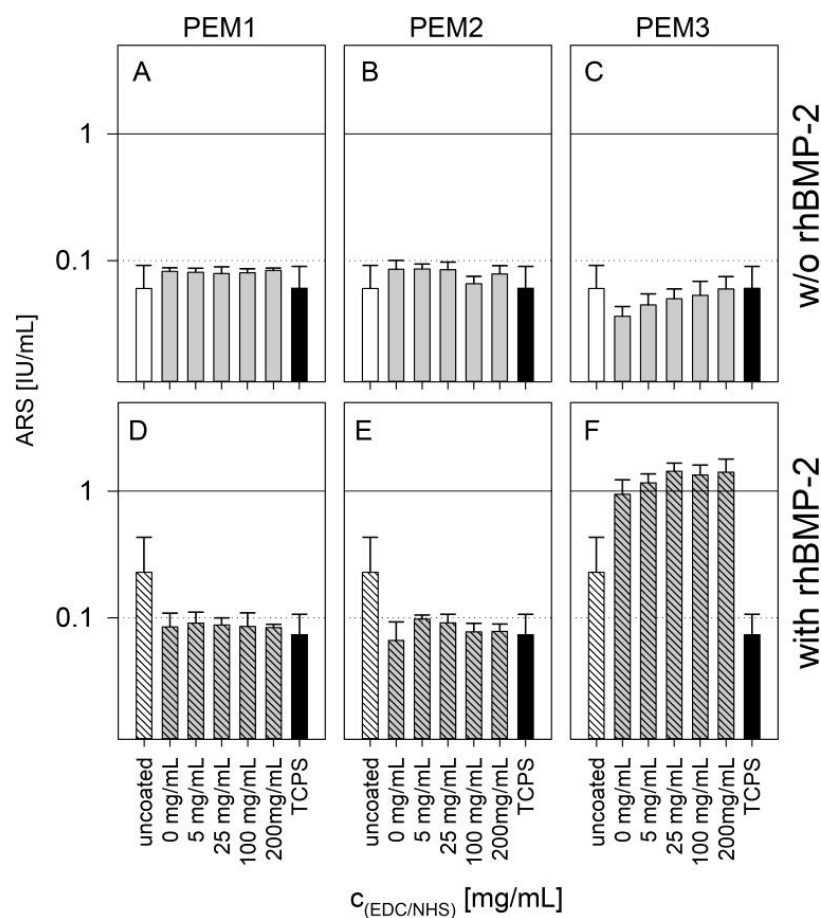 PEM1 PEM2 PEM3
A B C
1
0.1
w/o rhBMP-2
ARS [IU/mL]
D E F
1
0.1
with rhBMP-2
uncoated 0 mg/mL 5 mg/mL 25 mg/mL 100 mg/mL 200mg/mL TCPS uncoated 0 mg/mL 5 mg/mL 25 mg/mL 100 mg/mL 200 mg/mL TCPS uncoated 0 mg/mL 5 mg/mL 25 mg/mL 100 mg/mL 200mg/mL TCPS
c(EDC/NHS) [mg/mL]